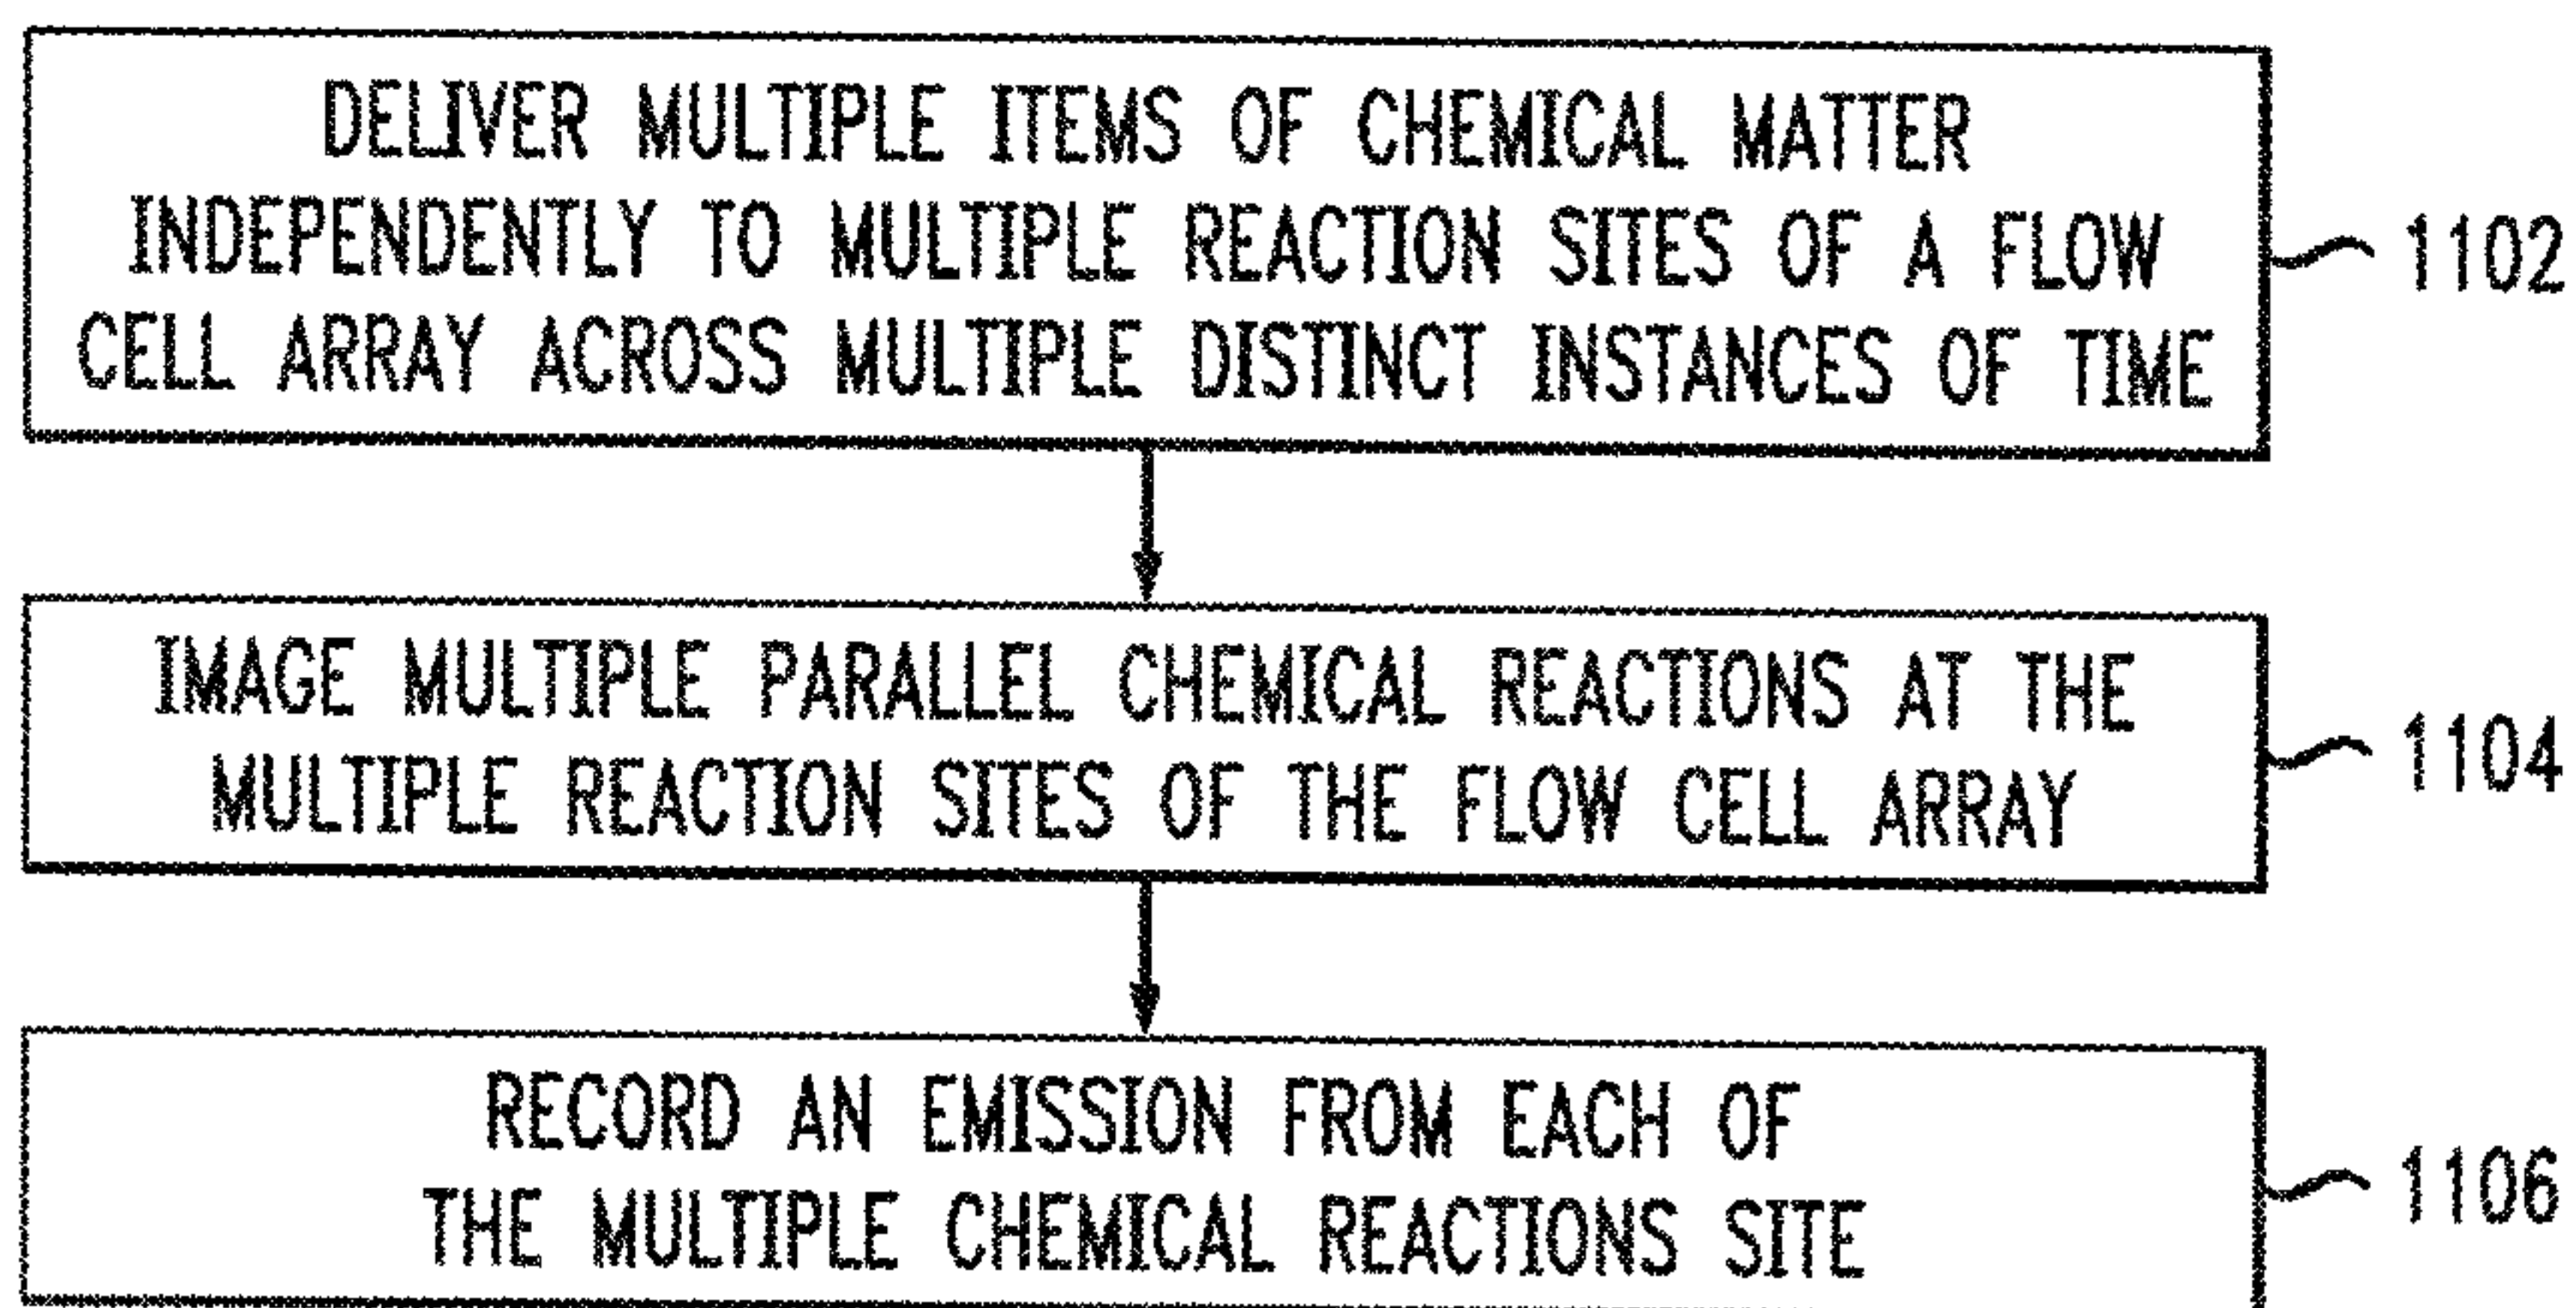 DELIVER MULTIPLE ITEMS OF CHEMICAL MATTER
INDEPENDENTLY TO MULTIPLE REACTION SITES OF A FLOW
CELL ARRAY ACROSS MULTIPLE DISTINCT INSTANCES OF TIME
1102
IMAGE MULTIPLE PARALLEL CHEMICAL REACTIONS AT THE
MULTIPLE REACTION SITES OF THE FLOW CELL ARRAY
1104
RECORD AN EMISSION FROM EACH OF
THE MULTIPLE CHEMICAL REACTIONS SITE
1106